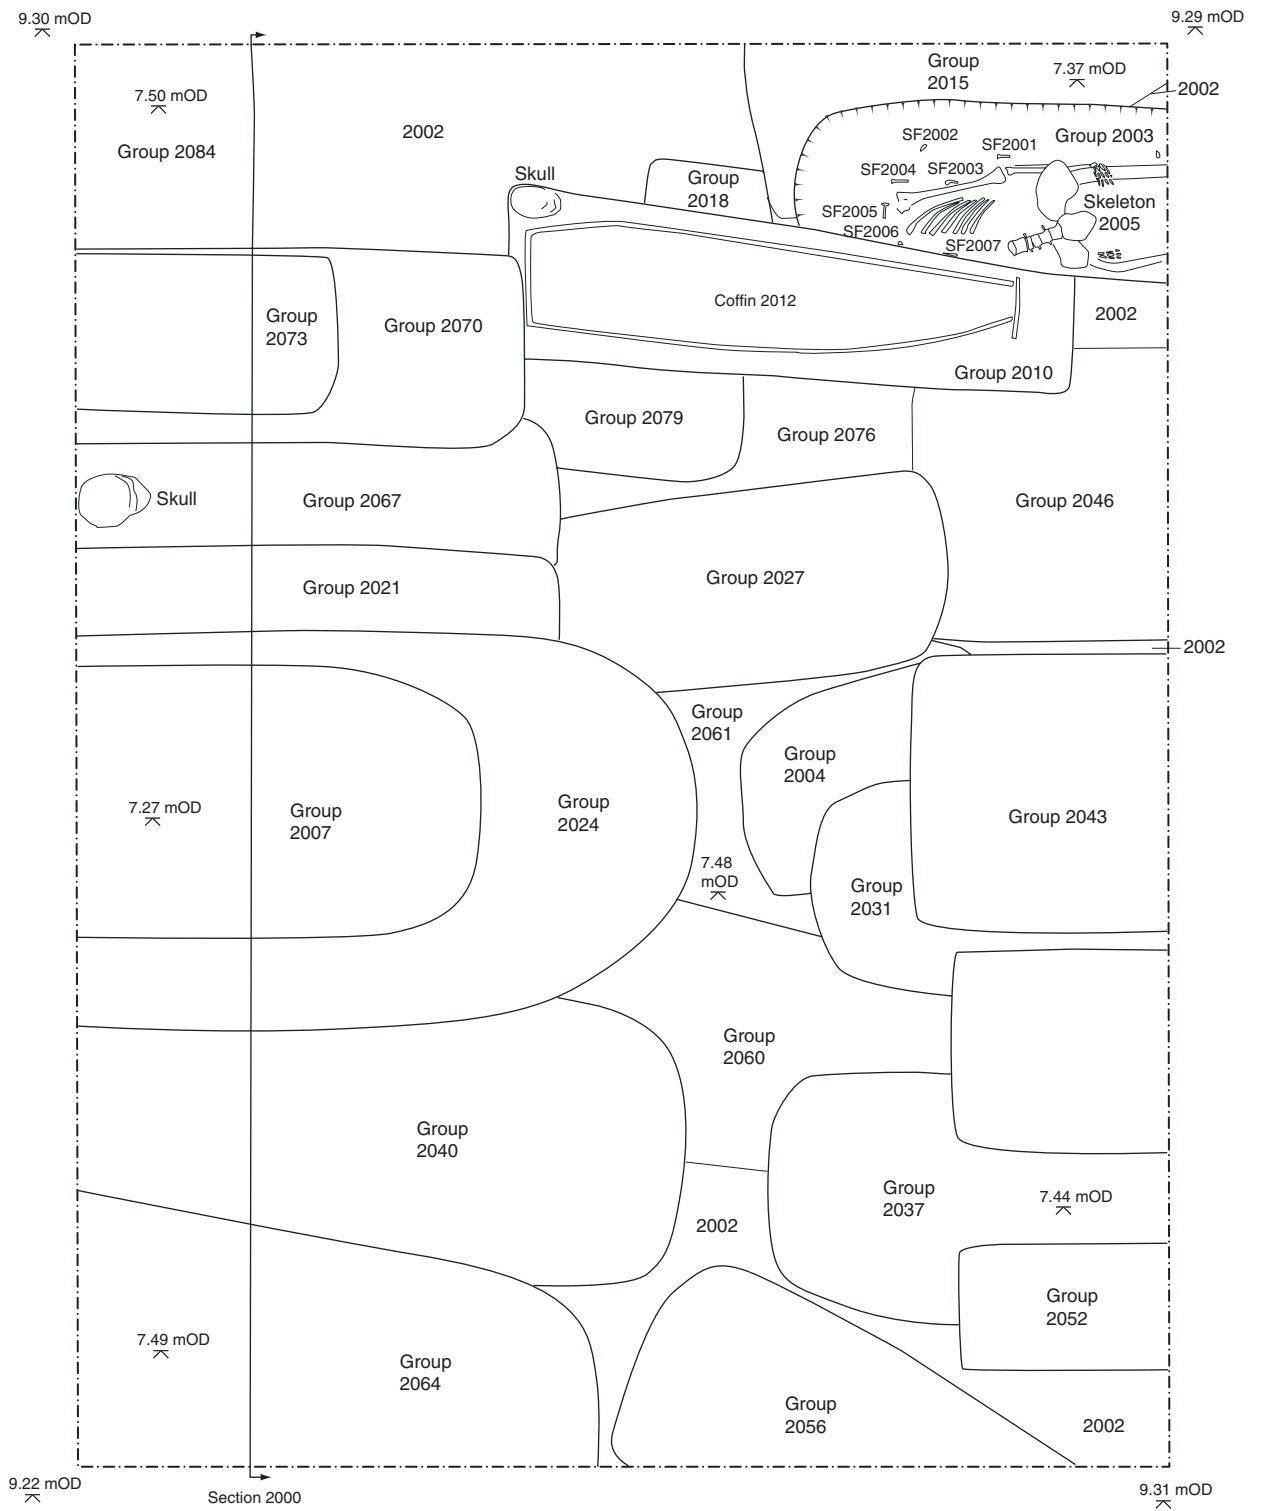 9.30 mOD
9.29 mOD
Group
2015
7.37 mOD
2002
7.50 mOD
2002
Group 2003
SF2002
SF2001
Group 2084
Skull
SF2004
SF2003
Group
2018
Skeleton
2005
SF2005
SF2006
SF2007
Coffin 2012
2002
Group
2073
Group 2070
Group 2010
Group 2079
Group 2076
Skull
Group 2067
Group 2046
Group 2027
Group 2021
2002
Group
2061
Group
2004
7.27 mOD
Group
2007
Group
2024
Group 2043
7.48
mOD
Group
2031
Group
2060
Group
2040
Group
2037
7.44 mOD
2002
Group
2052
7.49 mOD
Group
2064
Group
2056
2002
9.22 mOD
Section 2000
9.31 mOD